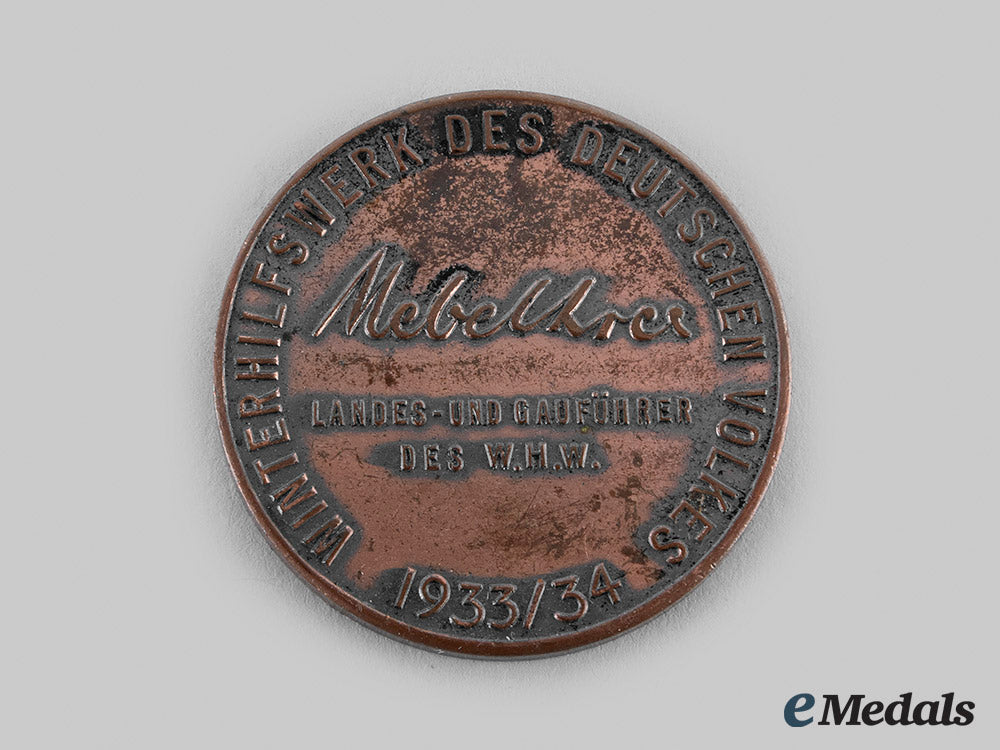 WINTERHILFSWERK DES DEUTSCHEN VOLKES
LANDES-UND GAUFÜHRER
DES W.H.W.
1933/34
eMedals